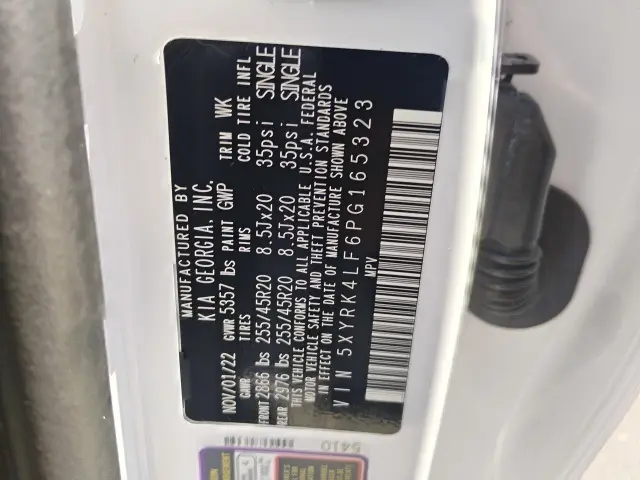 MANUFACTURED BY
KIA GEORGIA, INC.
NOV/01/22 GVWR 5357 lbs PAINT GWP TRIM WK
GAWR TIRES RIMS COLD TIRE INFL
FRONT 2866 lbs 255/45R20 8.5Jx20 35psi SINGLE
REAR 2976 lbs 255/45R20 8.5Jx20 35psi SINGLE
THIS VEHICLE CONFORMS TO ALL APPLICABLE U.S.A. FEDERAL
MOTOR VEHICLE SAFETY AND THEFT PREVENTION STANDARDS
IN EFFECT ON THE DATE OF MANUFACTURE SHOWN ABOVE
VIN 5XYRK4LF6PG165323
MPV
5410